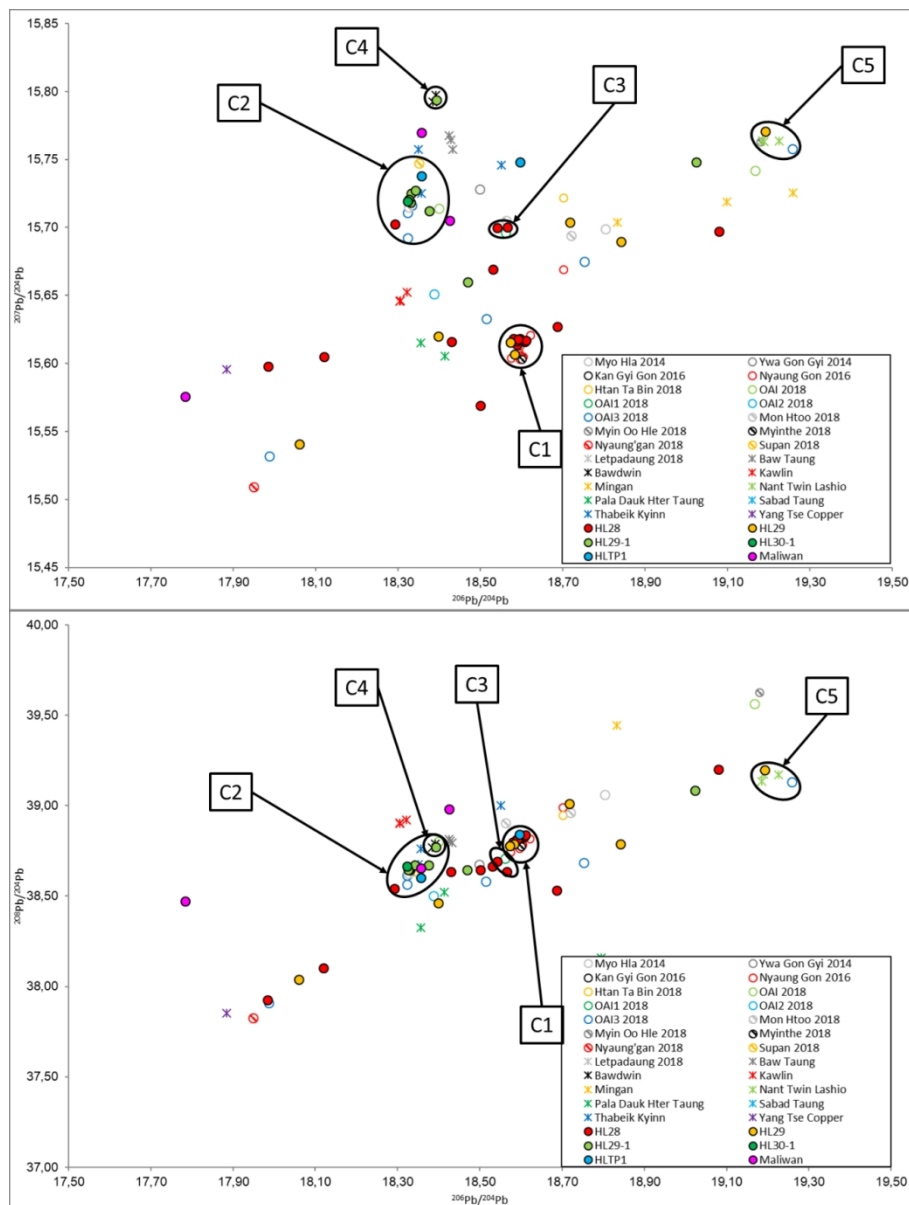 15,85
C4
C5
15,80
C2
C3
15,75
15,70
²⁰⁷Pb/²⁰⁴Pb
15,65
15,60
Myo Hla 2014 Ywa Gon Gyi 2014
Kan Gyi Gon 2016 Nyaung Gon 2016
Htan Ta Bin 2018 OAI 2018
15,55
C1
OAI1 2018 OAI2 2018
OAI3 2018 Mon Htoo 2018
Myin Oo Hle 2018 Myinthe 2018
Nyaung'gan 2018 Supan 2018
Letpadaung 2018 Baw Taung
15,50
Bawdwin Kawlin
Mingan Nant Twin Lashio
Pala Dauk Hter Taung Sabad Taung
Thabeik Kyinn Yang Tse Copper
HL28 HL29
HL29-1 HL30-1
HLTP1 Maliwan
15,45
17,50 17,70 17,90 18,10 18,30 18,50 18,70 18,90 19,10 19,30 19,50
²⁰⁶Pb/²⁰⁴Pb
40,00
C4
C3
C5
39,50
C2
39,00
38,50
²⁰⁸Pb/²⁰⁴Pb
38,00
Myo Hla 2014 Ywa Gon Gyi 2014
Kan Gyi Gon 2016 Nyaung Gon 2016
Htan Ta Bin 2018 OAI 2018
C1
OAI1 2018 OAI2 2018
OAI3 2018 Mon Htoo 2018
Myin Oo Hle 2018 Myinthe 2018
Nyaung'gan 2018 Supan 2018
37,50
Letpadaung 2018 Baw Taung
Bawdwin Kawlin
Mingan Nant Twin Lashio
Pala Dauk Hter Taung Sabad Taung
Thabeik Kyinn Yang Tse Copper
HL28 HL29
HL29-1 HL30-1
HLTP1 Maliwan
37,00
17,50 17,70 17,90 18,10 18,30 18,50 18,70 18,90 19,10 19,30 19,50
²⁰⁶Pb/²⁰⁴Pb